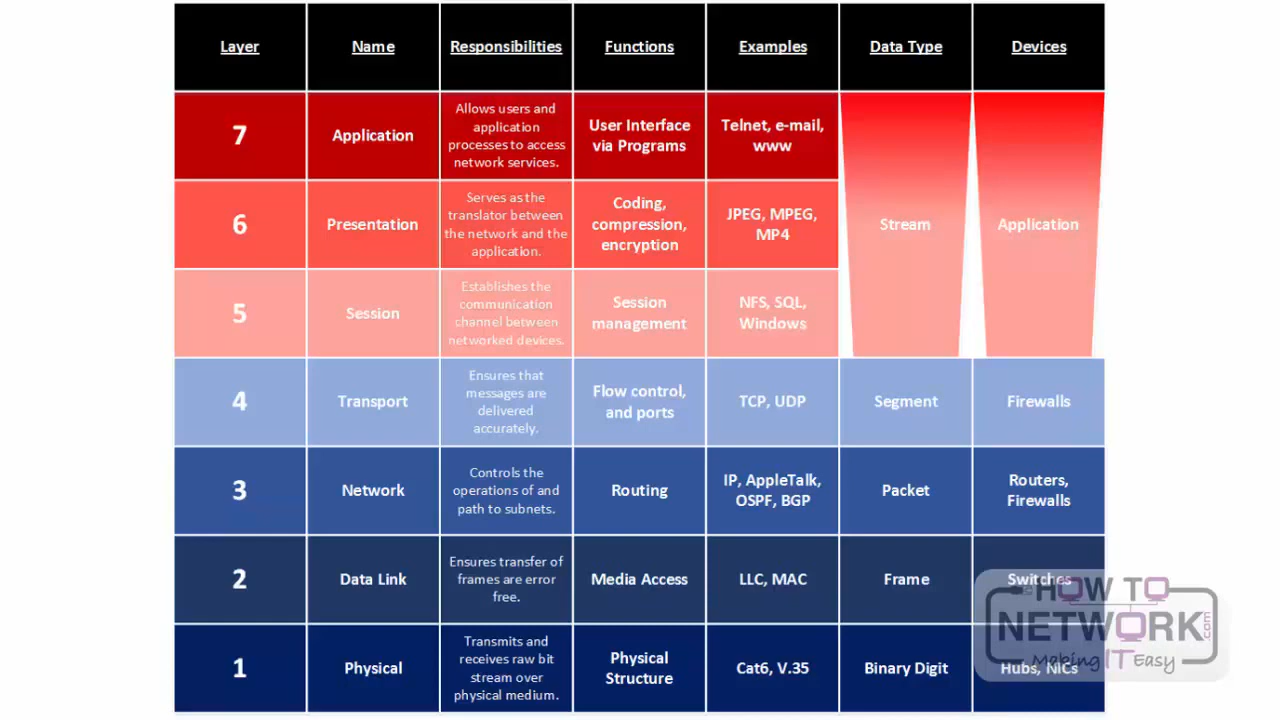 Layer
Name
Responsibilities
Functions
Examples
Data Type
Devices
7
Application
Allows users and
application
processes to access
network services.
User Interface
via Programs
Telnet, e-mail,
www
6
Presentation
Serves as the
translator between
the network and the
application.
Coding,
compression,
encryption
JPEG, MPEG,
MP4
Stream
Application
5
Session
Establishes the
communication
channel between
networked devices.
Session
management
NFS, SQL,
Windows
4
Transport
Ensures that
messages are
delivered
accurately.
Flow control,
and ports
TCP, UDP
Segment
Firewalls
3
Network
Controls the
operations of and
path to subnets.
Routing
IP, AppleTalk,
OSPF, BGP
Packet
Routers,
Firewalls
2
Data Link
Ensures transfer of
frames are error
free.
Media Access
LLC, MAC
Frame
Switches
1
Physical
Transmits and
receives raw bit
stream over
physical medium.
Physical
Structure
Cat6, V.35
Binary Digit
Hubs, NICs
HOW TO
NETWORK.com
Making IT Easy